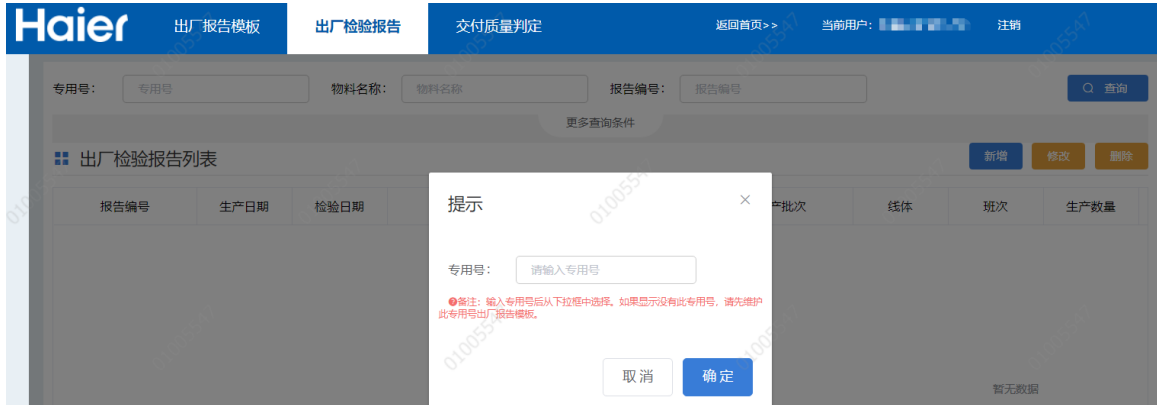 Haier 出厂报告模板 出厂检验报告 交付质量判定 返回首页>> 当前用户： 注销
专用号： 专用号 物料名称： 物料名称 报告编号： 报告编号 查询
更多查询条件
出厂检验报告列表 新增 修改 删除
报告编号 生产日期 检验日期 产批次 线体 班次 生产数量
提示
专用号： 请输入专用号
备注：输入专用号后从下拉框中选择。如果显示没有此专用号，请先维护
此专用号出厂报告模板。
取消 确定
暂无数据
01005547